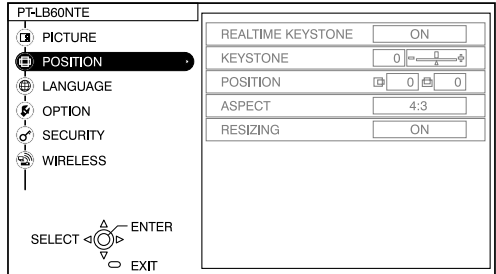 PT-LB60NTE
PICTURE
POSITION
LANGUAGE
OPTION
SECURITY
WIRELESS
SELECT
ENTER
EXIT
REALTIME KEYSTONE ON
KEYSTONE 0
POSITION 0 0
ASPECT 4:3
RESIZING ON